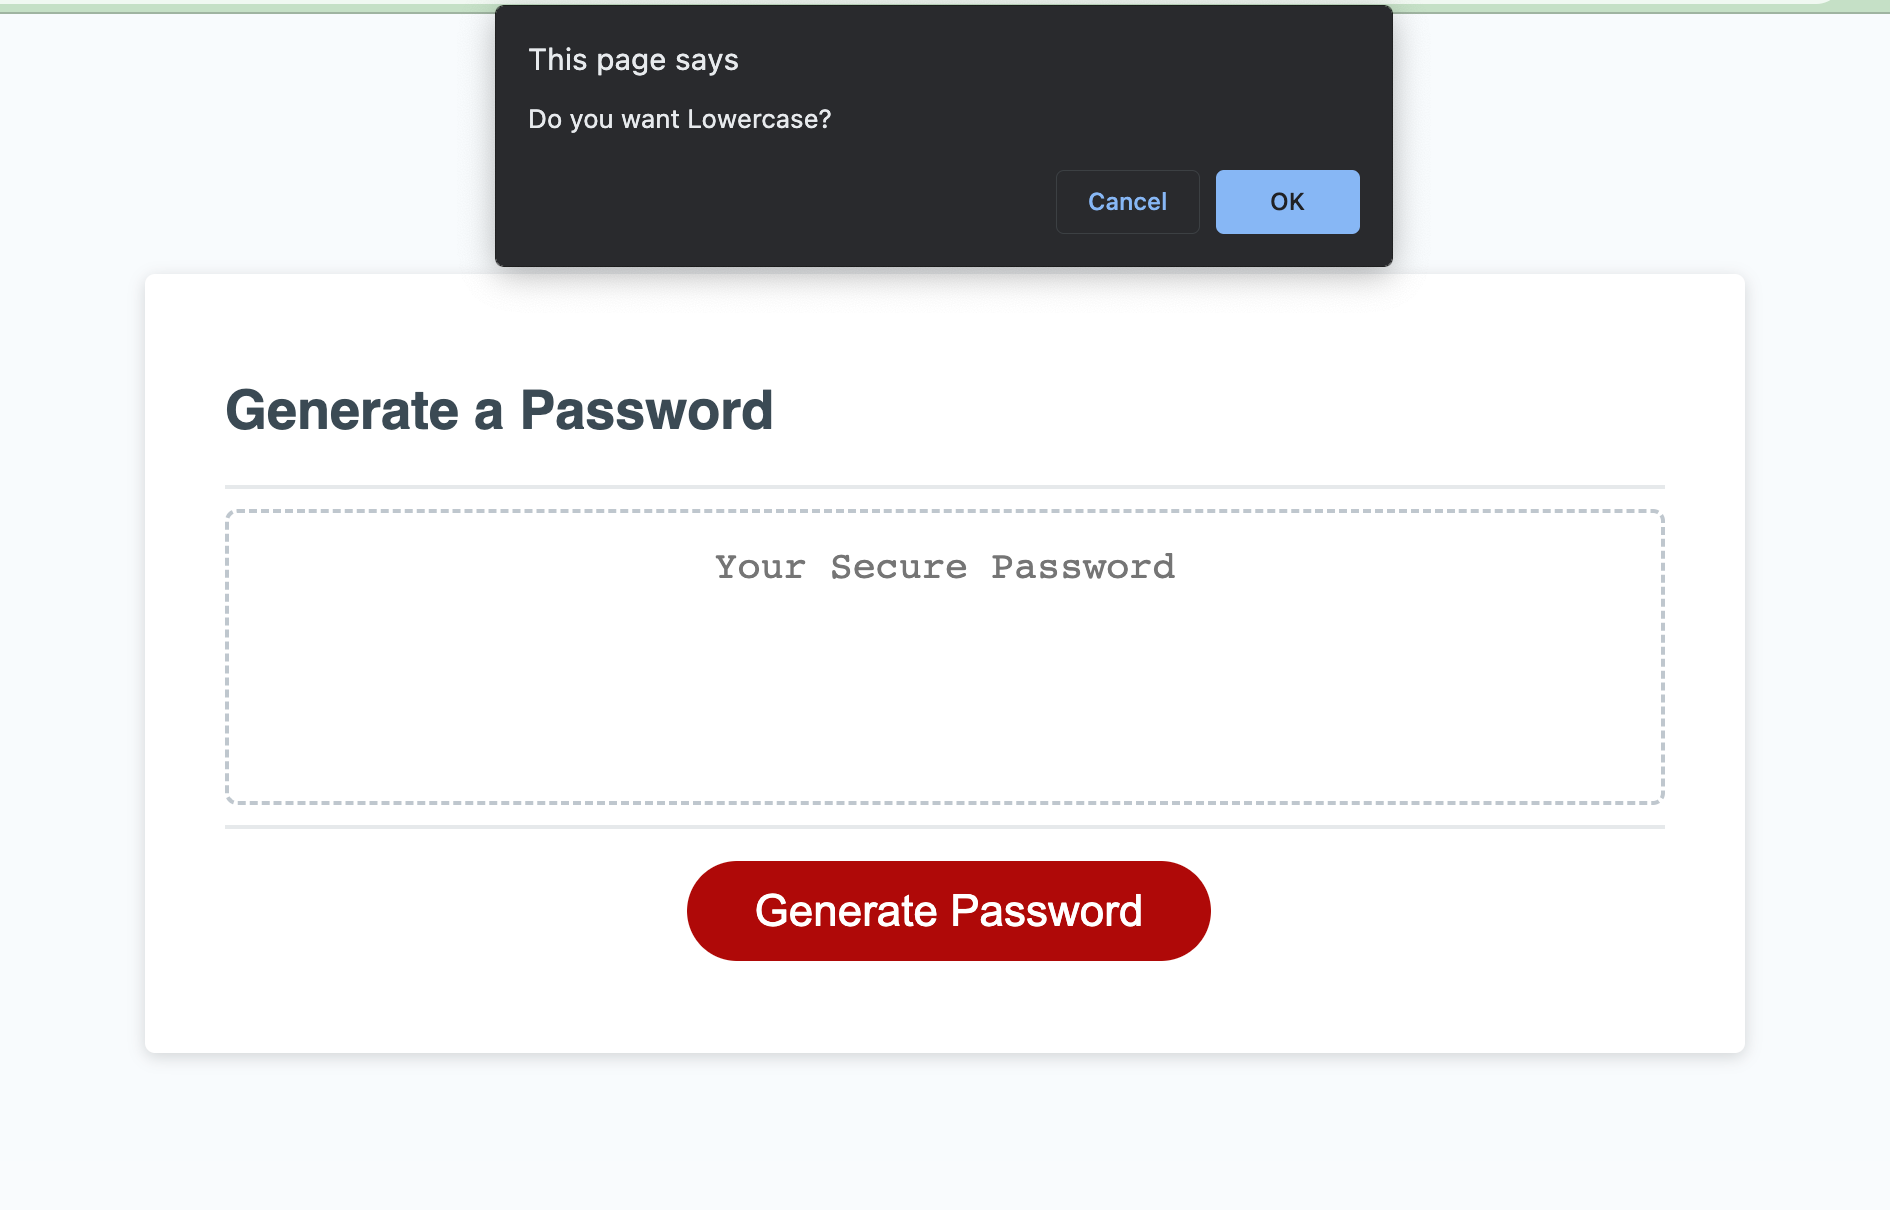 This page says
Do you want Lowercase?
Cancel OK
Generate a Password
Your Secure Password
Generate Password